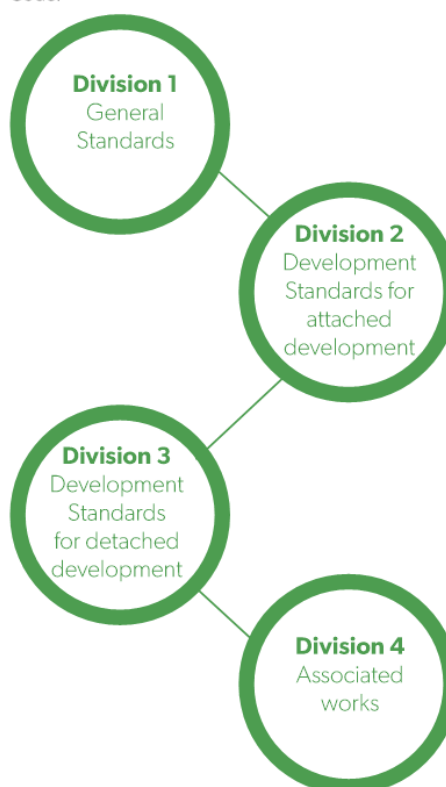 Division 1
General
Standards
Division 2
Development
Standards for
attached
development
Division 3
Development
Standards
for detached
development
Division 4
Associated
works